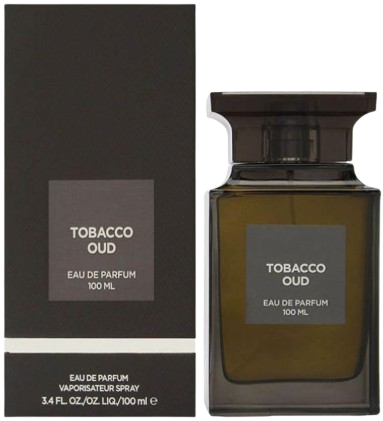 TOBACCO
OUD
EAU DE PARFUM
100 ML
EAU DE PARFUM
VAPORISATEUR SPRAY
3.4 FL. OZ./OZ. LIQ./100 ml ℮
TOBACCO
OUD
EAU DE PARFUM
100 ML